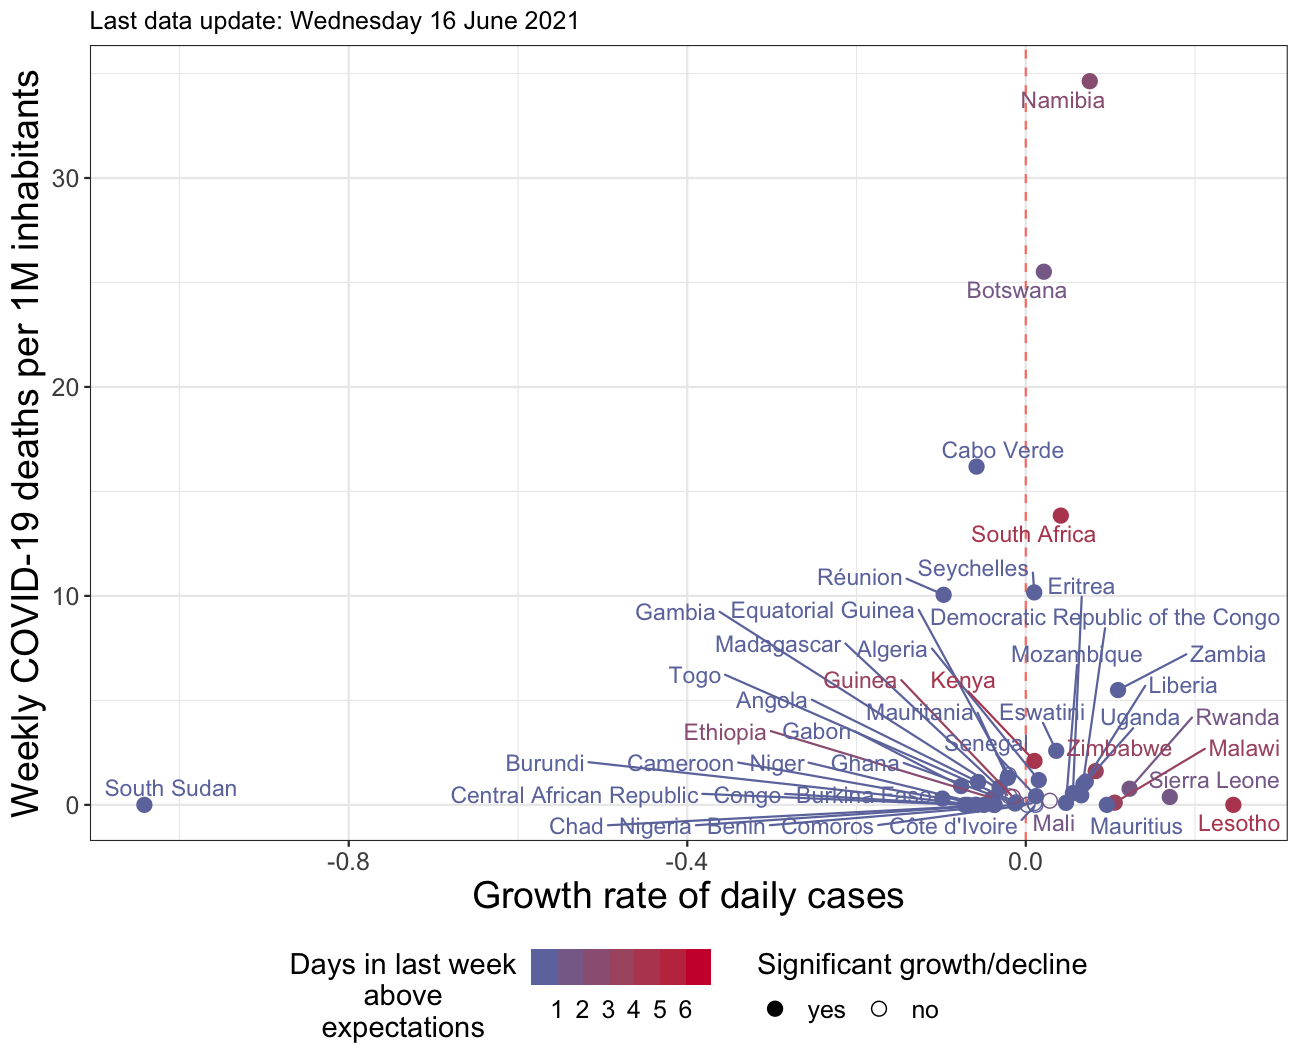 Last data update: Wednesday 16 June 2021
Weekly COVID-19 deaths per 1M inhabitants
30
20
10
0
Namibia
Botswana
Cabo Verde
South Africa
Seychelles
Réunion
Eritrea
Gambia
Equatorial Guinea
Democratic Republic of the Congo
Madagascar
Algeria
Mozambique
Zambia
Togo
Guinea
Kenya
Liberia
Angola
Mauritania
Eswatini
Uganda
Rwanda
Ethiopia
Gabon
Senegal
Zimbabwe
Malawi
Burundi
Cameroon
Niger
Ghana
Sierra Leone
South Sudan
Central African Republic
Congo
Burkina Faso
Chad
Nigeria
Benin
Comoros
Côte d'Ivoire
Mali
Mauritius
Lesotho
-0.8
-0.4
0.0
Growth rate of daily cases
Days in last week
above
expectations
1 2 3 4 5 6
Significant growth/decline
yes
no